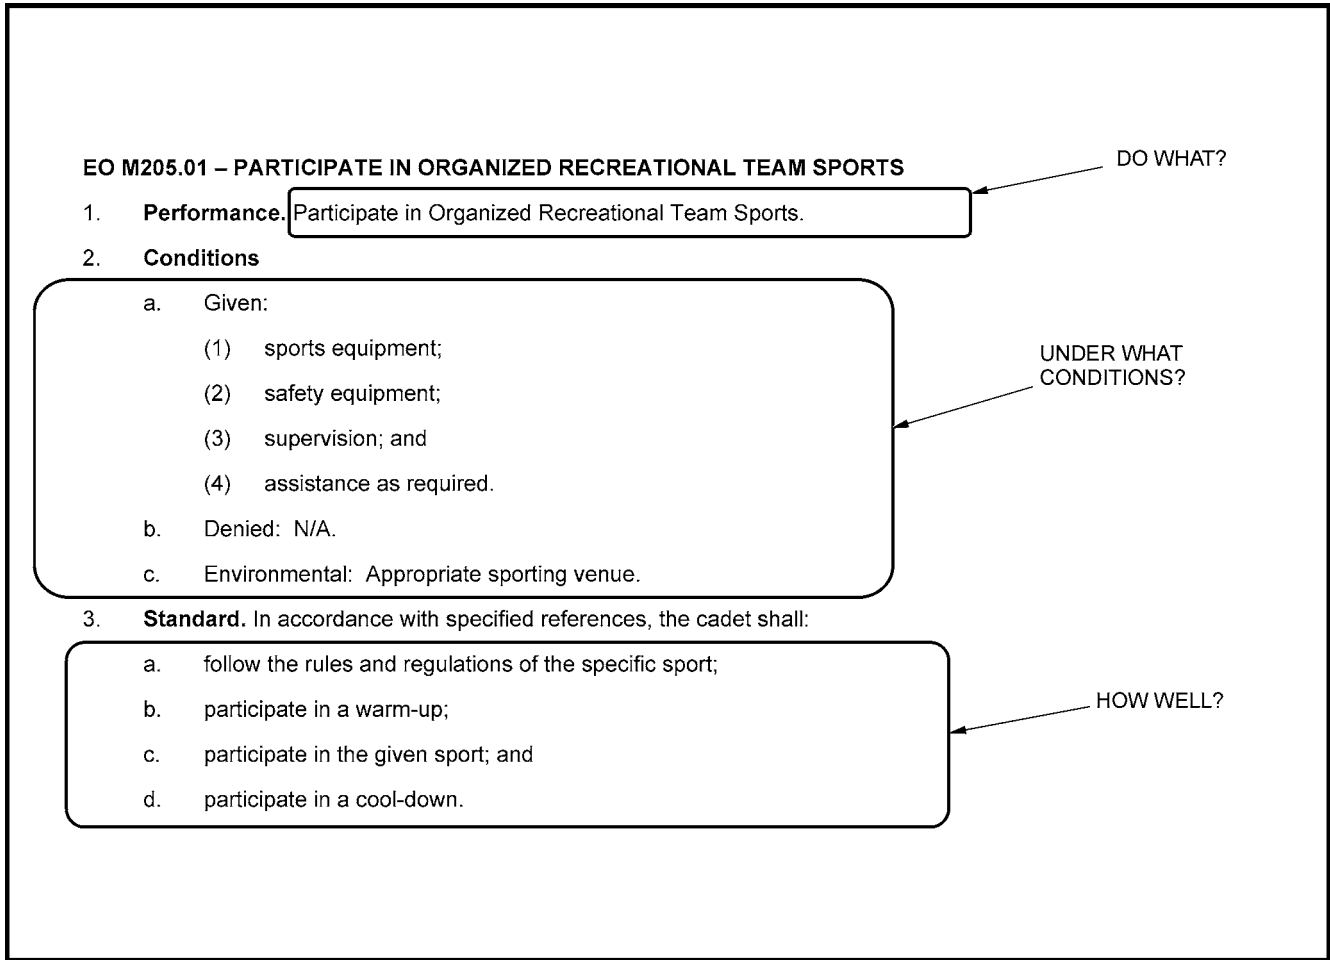 EO M205.01 – PARTICIPATE IN ORGANIZED RECREATIONAL TEAM SPORTS
DO WHAT?
1. Performance. Participate in Organized Recreational Team Sports.
2. Conditions
a. Given:
(1) sports equipment;
(2) safety equipment;
(3) supervision; and
(4) assistance as required.
b. Denied: N/A.
c. Environmental: Appropriate sporting venue.
UNDER WHAT
CONDITIONS?
3. Standard. In accordance with specified references, the cadet shall:
a. follow the rules and regulations of the specific sport;
b. participate in a warm-up;
c. participate in the given sport; and
d. participate in a cool-down.
HOW WELL?